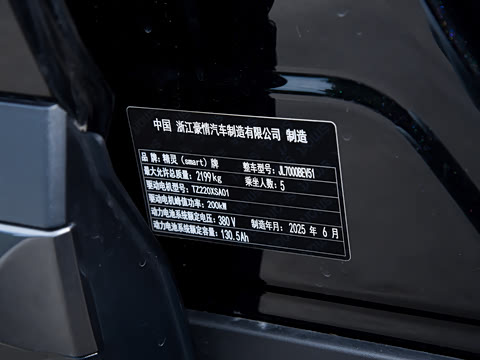 中国 浙江豪情汽车制造有限公司 制造
品 牌：精灵（smart）牌 整车型号：JL7000BEV51
最大允许总质量：2199kg 乘坐人数：5
驱动电机型号：TZ220XSA01
驱动电机峰值功率：200kW
动力电池系统额定电压：380 V 制造年月：2025 年 6 月
动力电池系统额定容量：130.5Ah